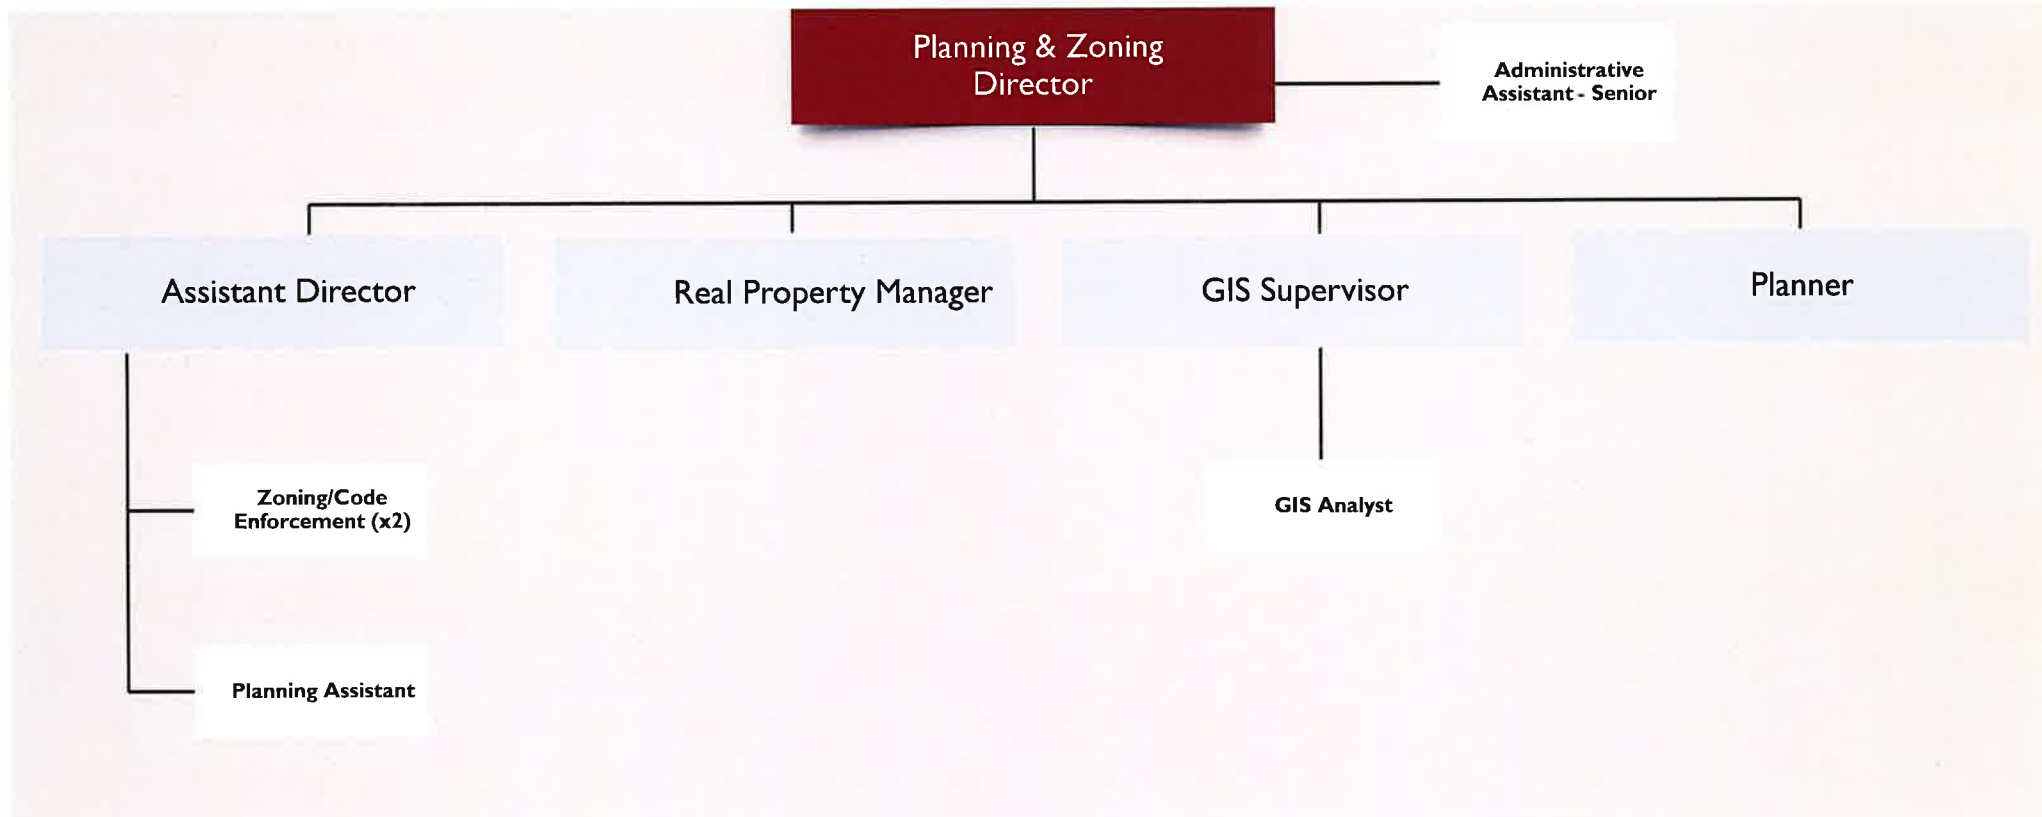 Planning & Zoning
Director
Administrative
Assistant - Senior
Assistant Director
Real Property Manager
GIS Supervisor
Planner
Zoning/Code
Enforcement (x2)
GIS Analyst
Planning Assistant